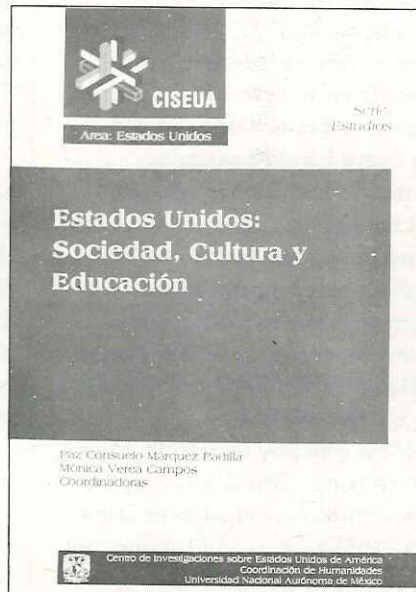 CISEUA
Área: Estados Unidos
Serie:
Estudios
Estados Unidos:
Sociedad, Cultura y
Educación
Paz Consuelo Márquez Padilla
Mónica Verea Campos
Coordinadoras
Centro de Investigaciones sobre Estados Unidos de América
Coordinación de Humanidades
Universidad Nacional Autónoma de México